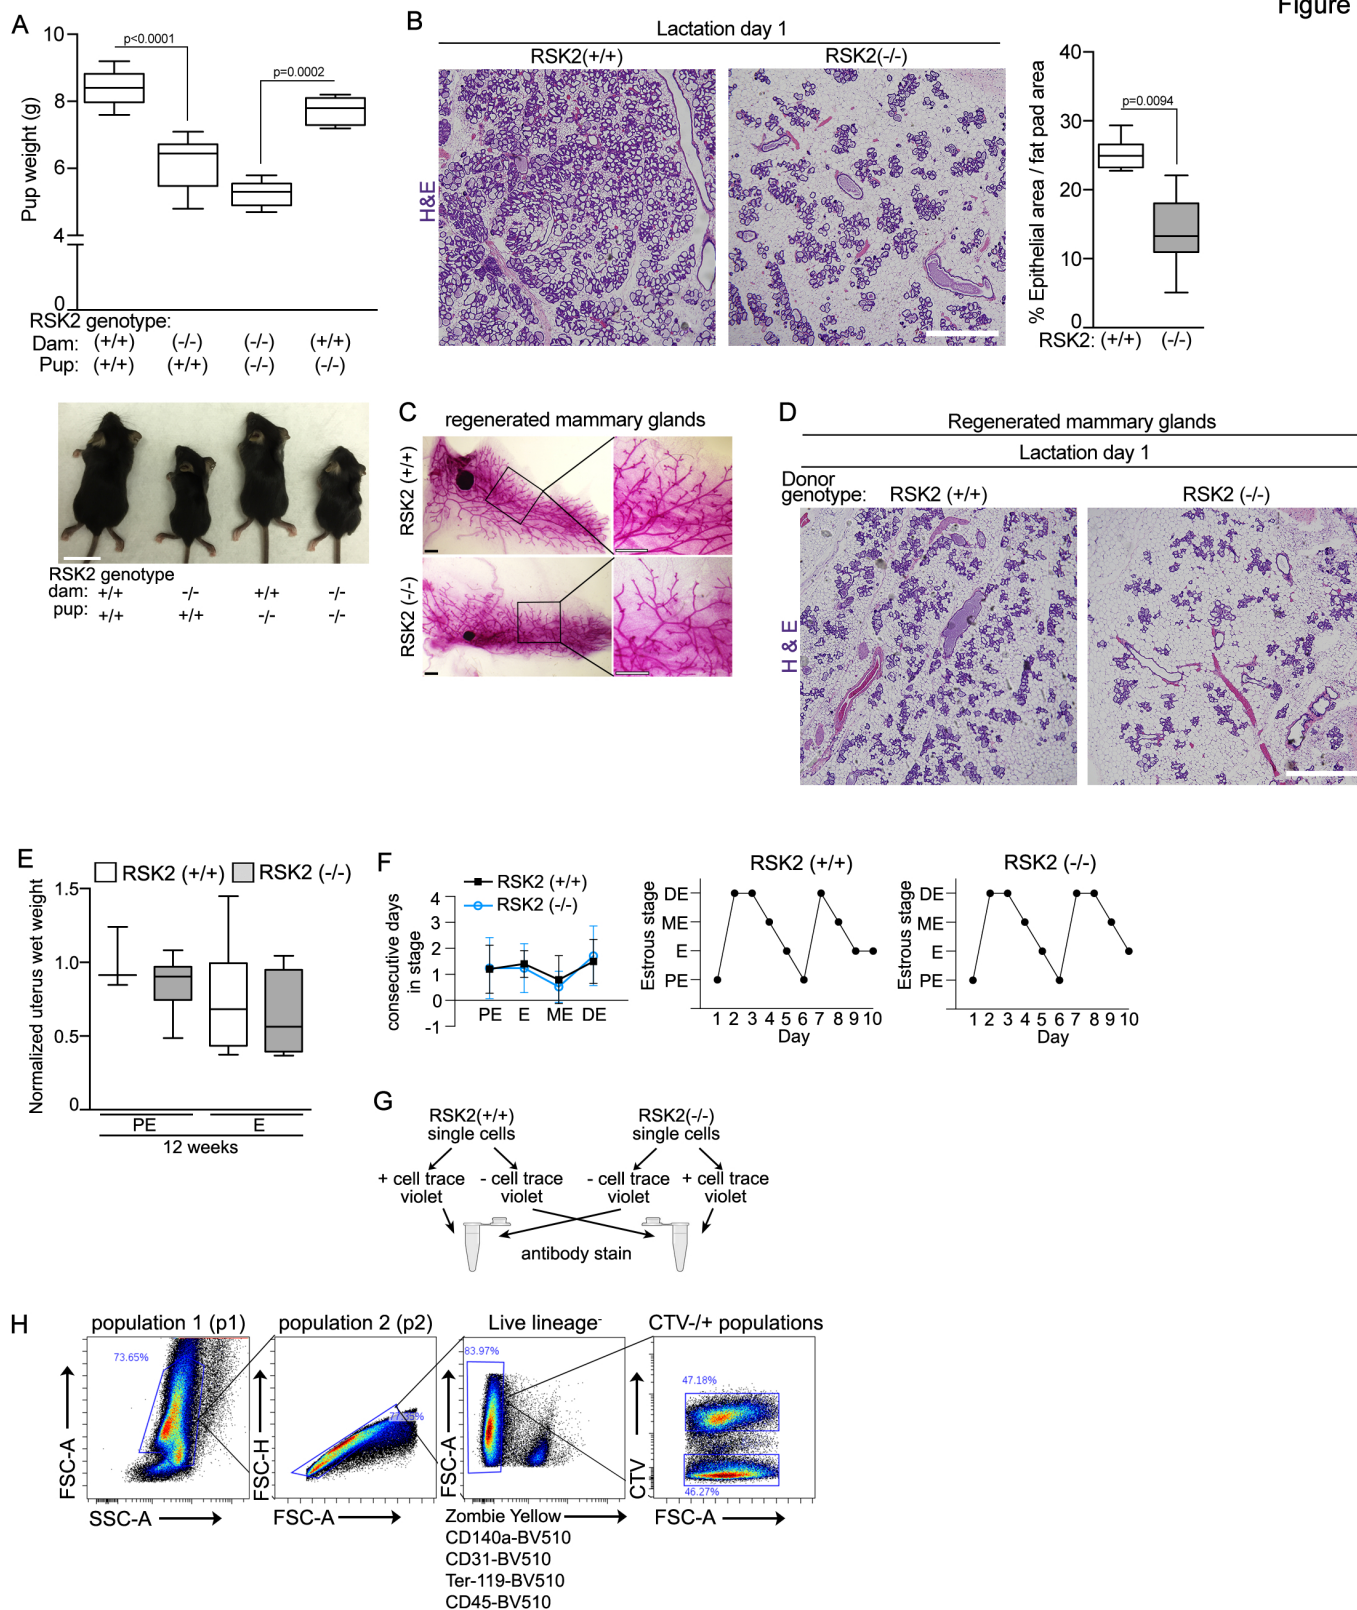 Figure
A
10
8
6
4
0
Pup weight (g)
p<0.0001
p=0.0002
RSK2 genotype:
Dam: (+/+) (-/-) (-/-) (+/+)
Pup: (+/+) (+/+) (-/-) (-/-)
RSK2 genotype
dam: +/+ -/- +/+ -/-
pup: +/+ +/+ -/- -/-
B
Lactation day 1
RSK2(+/+) RSK2(-/-)
H&E
40
30
20
10
0
% Epithelial area / fat pad area
p=0.0094
RSK2: (+/+) (-/-)
C
regenerated mammary glands
RSK2 (+/+)
RSK2 (-/-)
D
Regenerated mammary glands
Lactation day 1
Donor
genotype: RSK2 (+/+) RSK2 (-/-)
H & E
E
RSK2 (+/+) RSK2 (-/-)
1.5
1.0
0.5
0
Normalized uterus wet weight
PE E
12 weeks
F
RSK2 (+/+)
RSK2 (-/-)
4
3
2
1
0
-1
consecutive days
in stage
PE E ME DE
RSK2 (+/+)
Estrous stage
DE
ME
E
PE
1 2 3 4 5 6 7 8 9 10
Day
RSK2 (-/-)
Estrous stage
DE
ME
E
PE
1 2 3 4 5 6 7 8 9 10
Day
G
RSK2(+/+)
single cells
RSK2(-/-)
single cells
+ cell trace
violet
- cell trace
violet
- cell trace
violet
+ cell trace
violet
antibody stain
H
population 1 (p1)
73.65%
FSC-A
SSC-A
population 2 (p2)
FSC-H
FSC-A
Live lineage-
83.97%
FSC-A
Zombie Yellow
CD140a-BV510
CD31-BV510
Ter-119-BV510
CD45-BV510
CTV-/+ populations
47.18%
46.27%
CTV
FSC-A